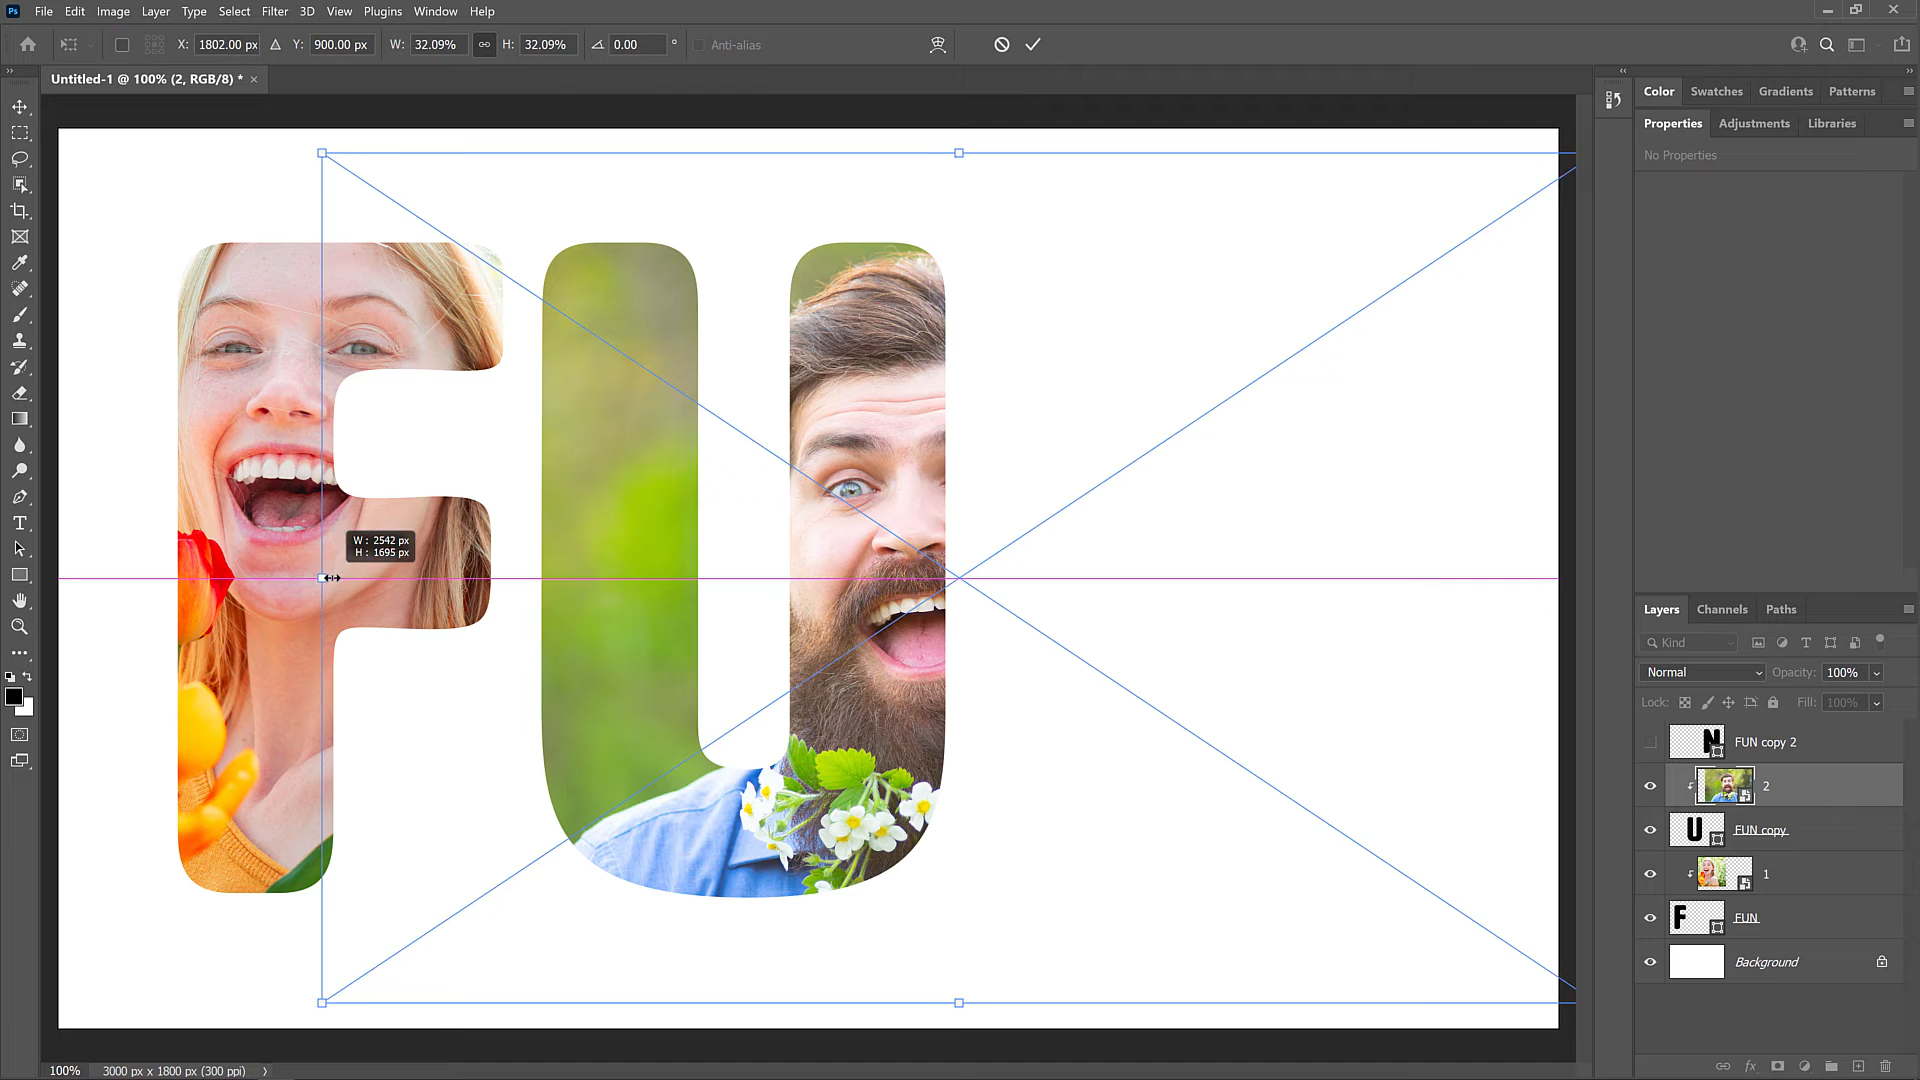 Ps File Edit Image Layer Type Select Filter 3D View Plugins Window Help
X: 1802.00 px Y: 900.00 px W: 32.09% H: 32.09% 0.00 ° Anti-alias
Untitled-1 @ 100% (2, RGB/8) * ×
Color Swatches Gradients Patterns
Properties Adjustments Libraries
No Properties
FU
W : 2542 px
H : 1695 px
T
Layers Channels Paths
Kind T
Normal Opacity: 100%
Lock: Fill: 100%
N FUN copy 2
2
U FUN copy
1
F FUN
Background
fx
100% 3000 px x 1800 px (300 ppi)